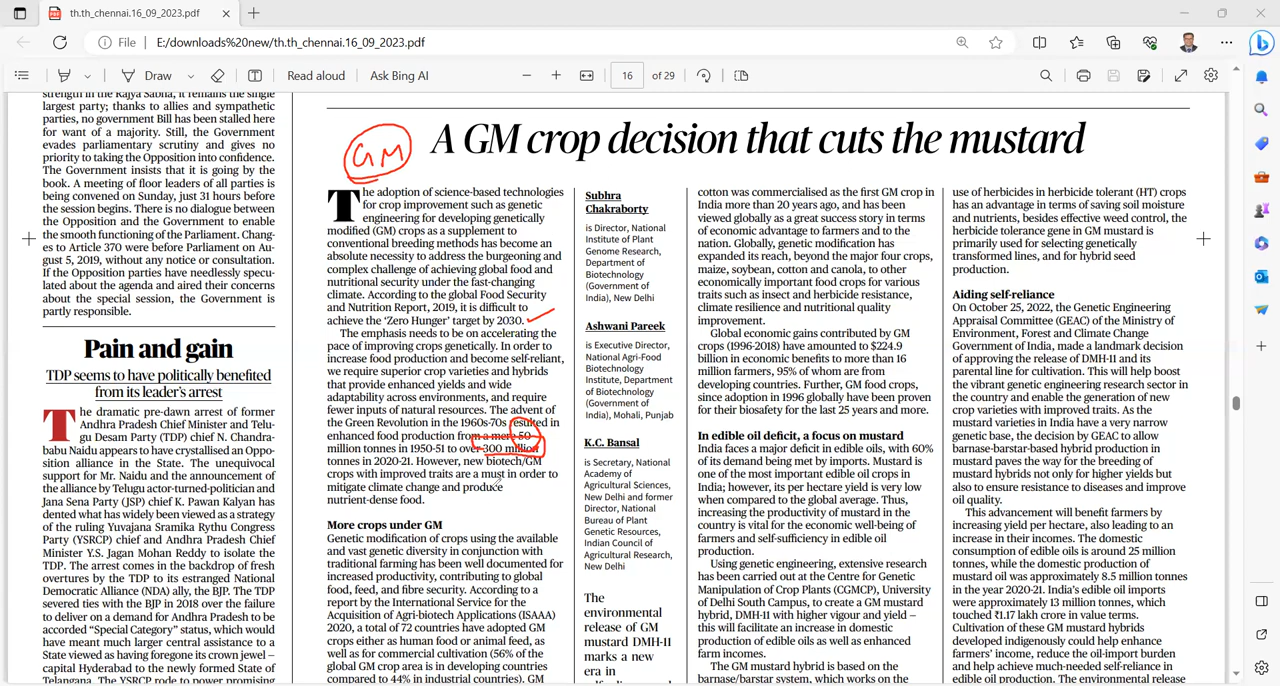 th.th_chennai.16_09_2023.pdf
File
E:/downloads%20new/th.th_chennai.16_09_2023.pdf
Draw
Read aloud
Ask Bing AI
16
of 29
strength in the Rajya Sabha, it remains the single
largest party; thanks to allies and sympathetic
parties, no government Bill has been stalled here
for want of a majority. Still, the Government
evades parliamentary scrutiny and gives no
priority to taking the Opposition into confidence.
The Government insists that it is going by the
book. A meeting of floor leaders of all parties is
being convened on Sunday, just 31 hours before
the session begins. There is no dialogue between
the Opposition and the Government to enable
the smooth functioning of the Parliament. Chang-
es to Article 370 were before Parliament on Au-
gust 5, 2019, without any notice or consultation.
If the Opposition parties have needlessly specu-
lated about the agenda and aired their concerns
about the special session, the Government is
partly responsible.
Pain and gain
TDP seems to have politically benefited
from its leader's arrest
The dramatic pre-dawn arrest of former
Andhra Pradesh Chief Minister and Telu-
gu Desam Party (TDP) chief N. Chandra-
babu Naidu appears to have crystallised an Oppo-
sition alliance in the State. The unequivocal
support for Mr. Naidu and the announcement of
the alliance by Telugu actor-turned-politician and
Jana Sena Party (JSP) chief K. Pawan Kalyan has
dented what has widely been viewed as a strategy
of the ruling Yuvajana Sramika Rythu Congress
Party (YSRCP) chief and Andhra Pradesh Chief
Minister Y.S. Jagan Mohan Reddy to isolate the
TDP. The arrest comes in the backdrop of fresh
overtures by the TDP to its estranged National
Democratic Alliance (NDA) ally, the BJP. The TDP
severed ties with the BJP in 2018 over the failure
to deliver on a demand for Andhra Pradesh to be
accorded “Special Category” status, which would
have meant much larger central assistance to a
State viewed as having foregone its crown jewel –
capital Hyderabad to the newly formed State of
Telangana. The YSRCP rode to power promising
GM
A GM crop decision that cuts the mustard
The adoption of science-based technologies
for crop improvement such as genetic
engineering for developing genetically
modified (GM) crops as a supplement to
conventional breeding methods has become an
absolute necessity to address the burgeoning and
complex challenge of achieving global food and
nutritional security under the fast-changing
climate. According to the global Food Security
and Nutrition Report, 2019, it is difficult to
achieve the ‘Zero Hunger’ target by 2030.
The emphasis needs to be on accelerating the
pace of improving crops genetically. In order to
increase food production and become self-reliant,
we require superior crop varieties and hybrids
that provide enhanced yields and wide
adaptability across environments, and require
fewer inputs of natural resources. The advent of
the Green Revolution in the 1960s-70s resulted in
enhanced food production from a mere 50
million tonnes in 1950-51 to over 300 million
tonnes in 2020-21. However, new biotech/GM
crops with improved traits are a must in order to
mitigate climate change and produce
nutrient-dense food.
More crops under GM
Genetic modification of crops using the available
and vast genetic diversity in conjunction with
traditional farming has been well documented for
increased productivity, contributing to global
food, feed, and fibre security. According to a
report by the International Service for the
Acquisition of Agri-biotech Applications (ISAAA)
2020, a total of 72 countries have adopted GM
crops either as human food or animal feed, as
well as for commercial cultivation (56% of the
global GM crop area is in developing countries
compared to 44% in industrial countries). GM
Subhra
Chakraborty
is Director, National
Institute of Plant
Genome Research,
Department of
Biotechnology
(Government of
India), New Delhi
Ashwani Pareek
is Executive Director,
National Agri-Food
Biotechnology
Institute, Department
of Biotechnology
(Government of
India), Mohali, Punjab
K.C. Bansal
is Secretary, National
Academy of
Agricultural Sciences,
New Delhi and former
Director, National
Bureau of Plant
Genetic Resources,
Indian Council of
Agricultural Research,
New Delhi
The
environmental
release of GM
mustard DMH-11
marks a new
era in
cotton was commercialised as the first GM crop in
India more than 20 years ago, and has been
viewed globally as a great success story in terms
of economic advantage to farmers and to the
nation. Globally, genetic modification has
expanded its reach, beyond the major four crops,
maize, soybean, cotton and canola, to other
economically important food crops for various
traits such as insect and herbicide resistance,
climate resilience and nutritional quality
improvement.
Global economic gains contributed by GM
crops (1996-2018) have amounted to $224.9
billion in economic benefits to more than 16
million farmers, 95% of whom are from
developing countries. Further, GM food crops,
since adoption in 1996 globally have been proven
for their biosafety for the last 25 years and more.
In edible oil deficit, a focus on mustard
India faces a major deficit in edible oils, with 60%
of its demand being met by imports. Mustard is
one of the most important edible oil crops in
India; however, its per hectare yield is very low
when compared to the global average. Thus,
increasing the productivity of mustard in the
country is vital for the economic well-being of
farmers and self-sufficiency in edible oil
production.
Using genetic engineering, extensive research
has been carried out at the Centre for Genetic
Manipulation of Crop Plants (CGMCP), University
of Delhi South Campus, to create a GM mustard
hybrid, DMH-11 with higher vigour and yield –
this will facilitate an increase in domestic
production of edible oils as well as enhanced
farm incomes.
The GM mustard hybrid is based on the
barnase/barstar system, which works on the
use of herbicides in herbicide tolerant (HT) crops
has an advantage in terms of saving soil moisture
and nutrients, besides effective weed control, the
herbicide tolerance gene in GM mustard is
primarily used for selecting genetically
transformed lines, and for hybrid seed
production.
Aiding self-reliance
On October 25, 2022, the Genetic Engineering
Appraisal Committee (GEAC) of the Ministry of
Environment, Forest and Climate Change
Government of India, made a landmark decision
of approving the release of DMH-11 and its
parental line for cultivation. This will help boost
the vibrant genetic engineering research sector in
the country and enable the generation of new
crop varieties with improved traits. As the
mustard varieties in India have a very narrow
genetic base, the decision by GEAC to allow
barnase-barstar-based hybrid production in
mustard paves the way for the breeding of
mustard hybrids not only for higher yields but
also to ensure resistance to diseases and improve
oil quality.
This advancement will benefit farmers by
increasing yield per hectare, also leading to an
increase in their incomes. The domestic
consumption of edible oils is around 25 million
tonnes, while the domestic production of
mustard oil was approximately 8.5 million tonnes
in the year 2020-21. India's edible oil imports
were approximately 13 million tonnes, which
touched ₹1.17 lakh crore in value terms.
Cultivation of these GM mustard hybrids
developed indigenously could help enhance
farmers' income, reduce the oil-import burden
and help achieve much-needed self-reliance in
edible oil production. The environmental release